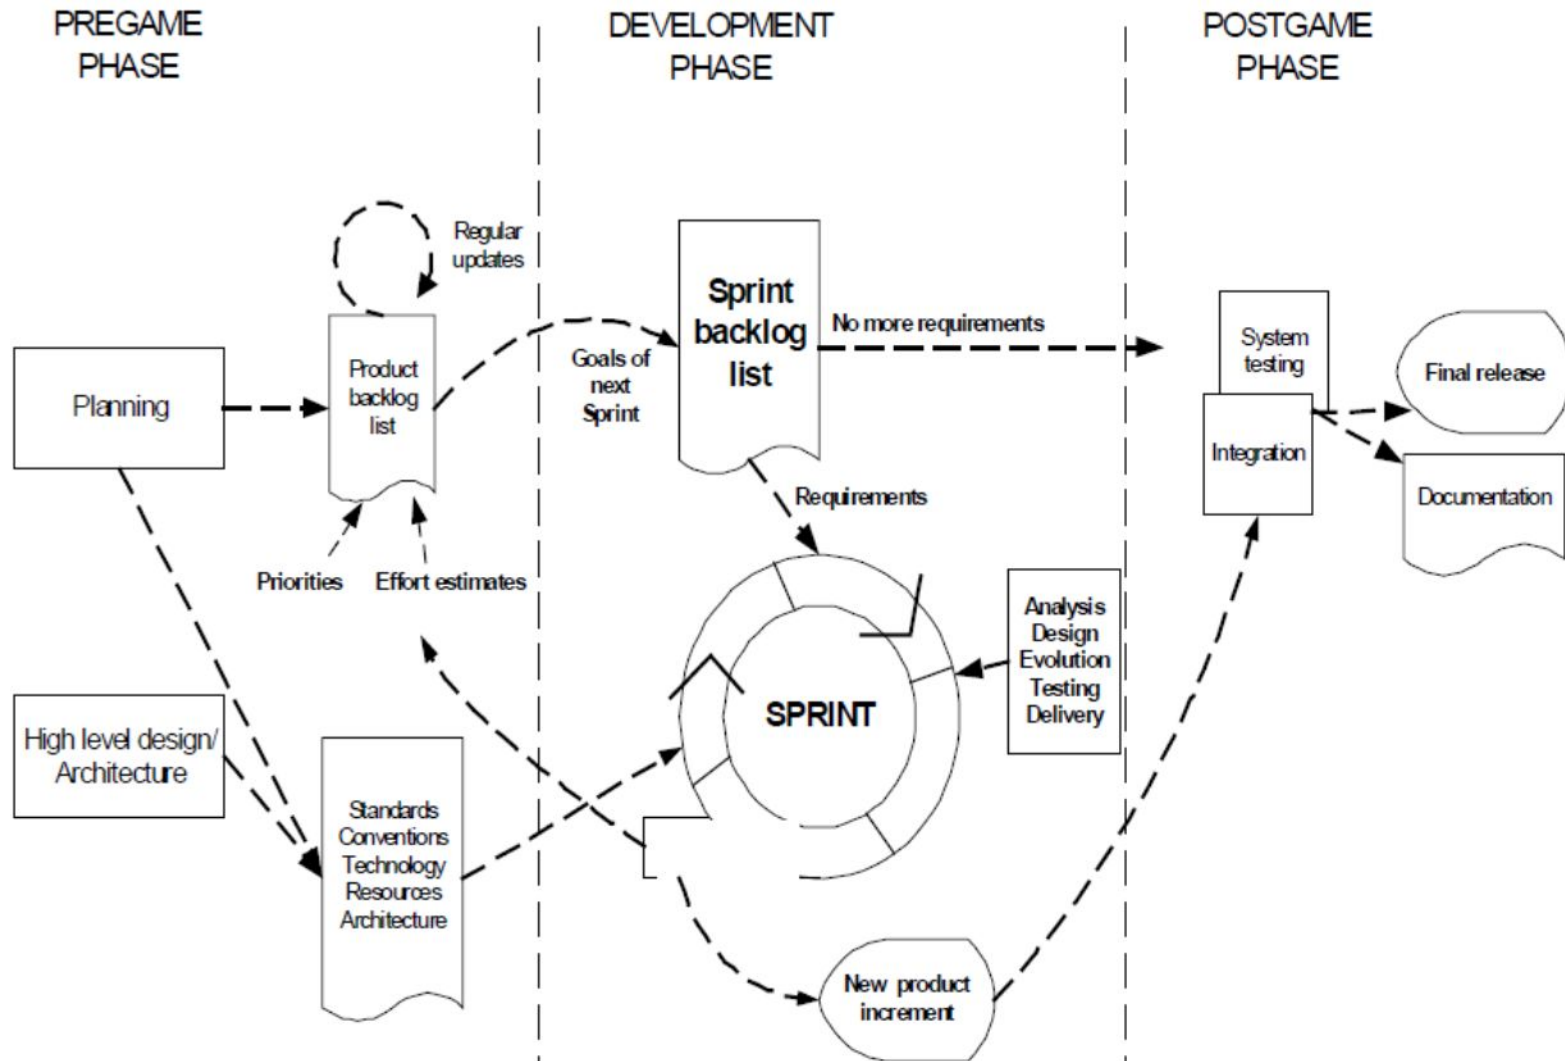 PREGAME
PHASE
DEVELOPMENT
PHASE
POSTGAME
PHASE
Regular
updates
Planning
Product
backlog
list
Goals of
next
Sprint
Sprint
backlog
list
No more requirements
System
testing
Integration
Final release
Documentation
Priorities
Effort estimates
Requirements
High level design/
Architecture
Standards
Conventions
Technology
Resources
Architecture
SPRINT
Analysis
Design
Evolution
Testing
Delivery
New product
increment